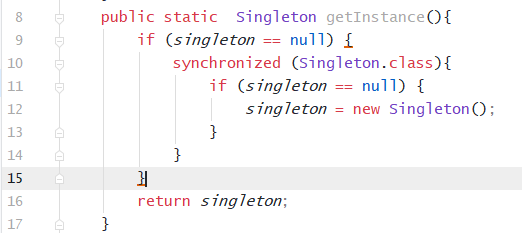 8 public static  Singleton getInstance(){
9 if (singleton == null) {
10 synchronized (Singleton.class){
11 if (singleton == null) {
12 singleton = new Singleton();
13 }
14 }
15 }
16 return singleton;
17 }